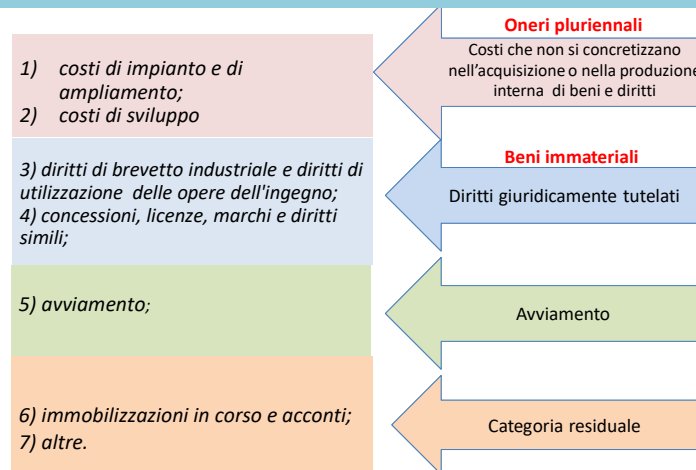 1) costi di impianto e di
ampliamento;
2) costi di sviluppo
Oneri pluriennali
Costi che non si concretizzano
nell'acquisizione o nella produzione
interna di beni e diritti
3) diritti di brevetto industriale e diritti di
utilizzazione delle opere dell'ingegno;
4) concessioni, licenze, marchi e diritti
simili;
Beni immateriali
Diritti giuridicamente tutelati
5) avviamento;
Avviamento
6) immobilizzazioni in corso e acconti;
7) altre.
Categoria residuale